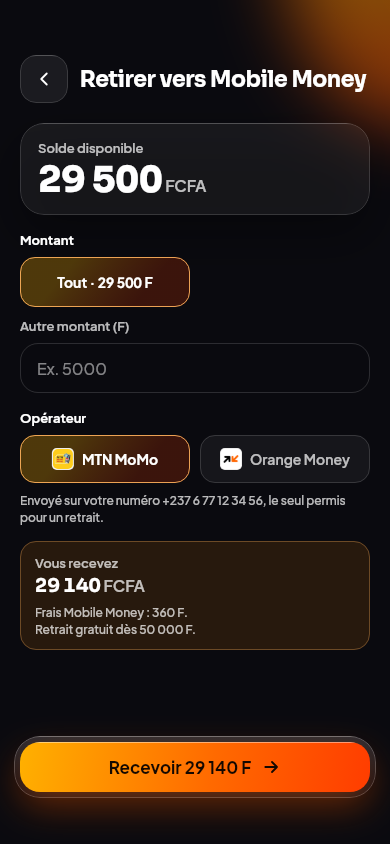 Retirer vers Mobile Money
Solde disponible
29 500 FCFA
Montant
Tout · 29 500 F
Autre montant (F)
Ex. 5000
Opérateur
MTN MoMo
Orange Money
Envoyé sur votre numéro +237 6 77 12 34 56, le seul permis
pour un retrait.
Vous recevez
29 140 FCFA
Frais Mobile Money : 360 F.
Retrait gratuit dès 50 000 F.
Recevoir 29 140 F →